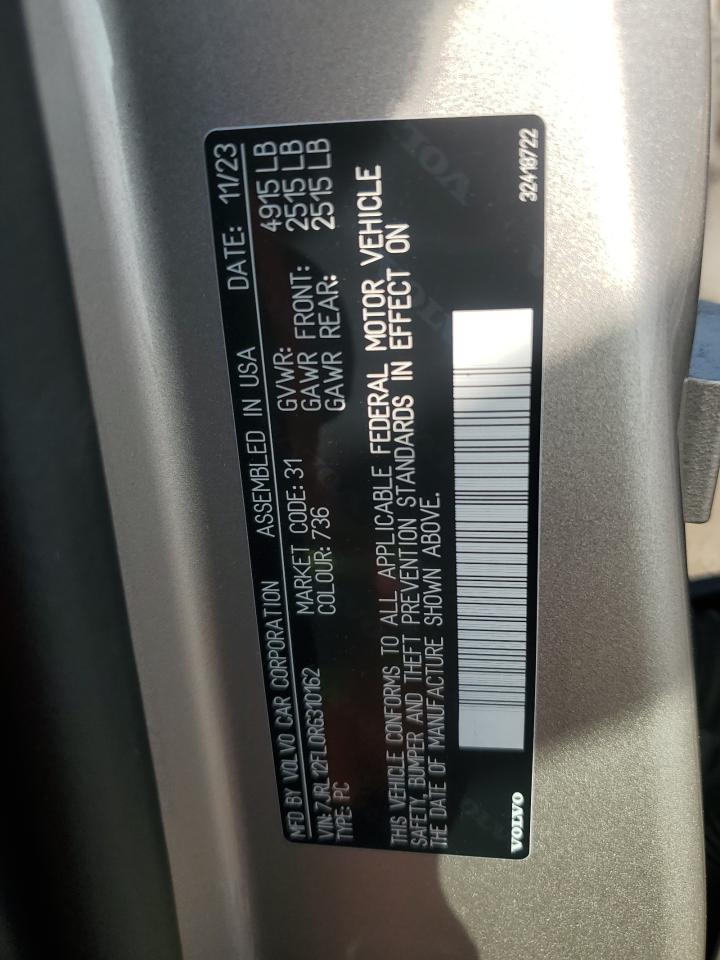 MFD BY VOLVO CAR CORPORATION ASSEMBLED IN USA DATE: 11/23
VIN: 7JRL12FL0RG310162 MARKET CODE: 31 GVWR: 4915 LB
TYPE: PC COLOUR: 736 GAWR FRONT: 2515 LB
GAWR REAR: 2515 LB
THIS VEHICLE CONFORMS TO ALL APPLICABLE FEDERAL MOTOR VEHICLE
SAFETY, BUMPER AND THEFT PREVENTION STANDARDS IN EFFECT ON
THE DATE OF MANUFACTURE SHOWN ABOVE.
VOLVO 32418722